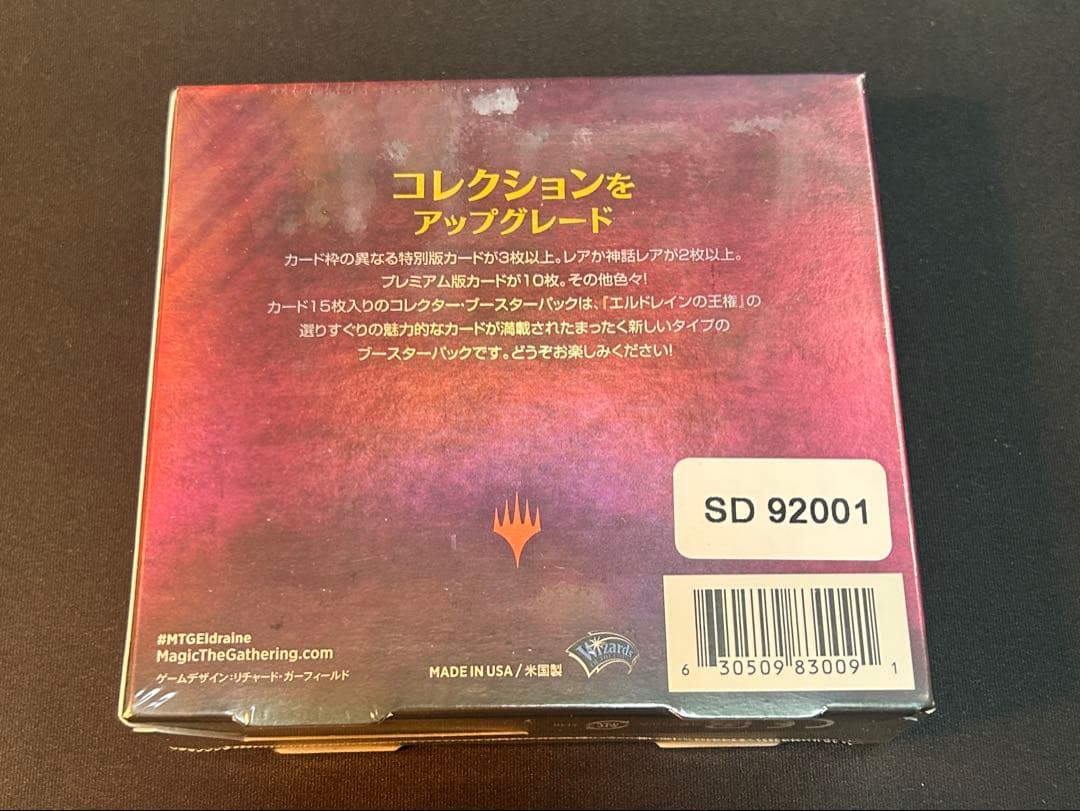 コレクションを
アップグレード
カード枠の異なる特別版カードが3枚以上。レアか神話レアが2枚以上。
プレミアム版カードが10枚。その他色々!
カード15枚入りのコレクター・ブースターパックは、「エルドレインの王権」の
選りすぐりの魅力的なカードが満載されたまったく新しいタイプの
ブースターパックです。どうぞお楽しみください!
SD 92001
#MTGEldraine
MagicTheGathering.com
ゲームデザイン:リチャード・ガーフィールド
MADE IN USA / 米国製
Wizards
6 30509 83009 1